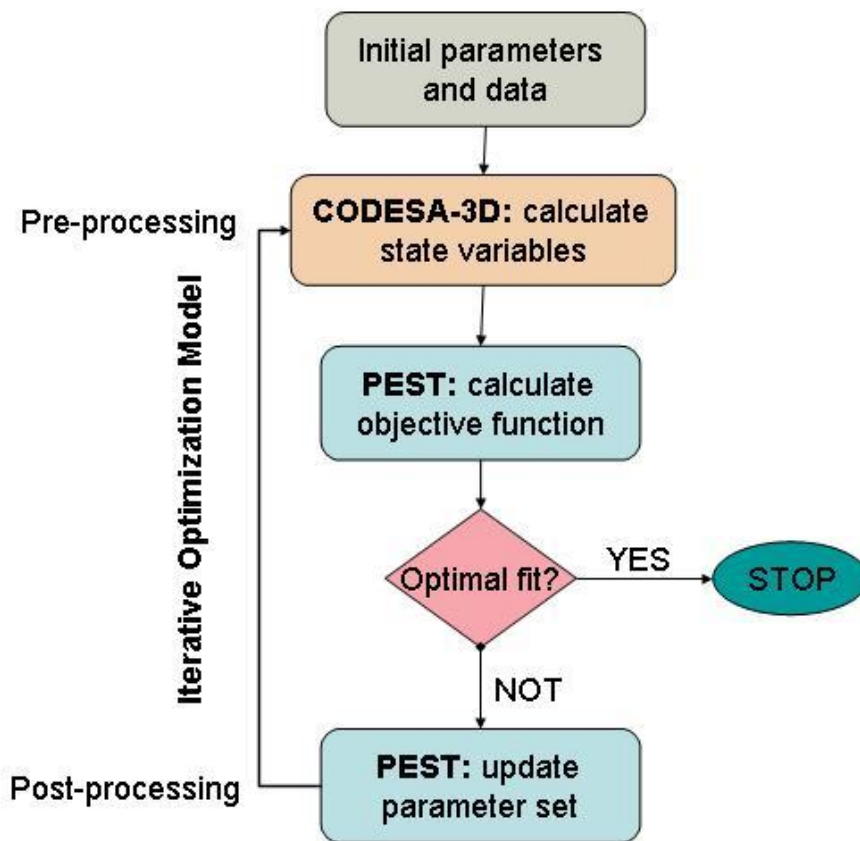 Initial parameters
and data
CODESA-3D: calculate
state variables
Pre-processing
Iterative Optimization Model
PEST: calculate
objective function
Optimal fit?
YES
STOP
NOT
PEST: update
parameter set
Post-processing